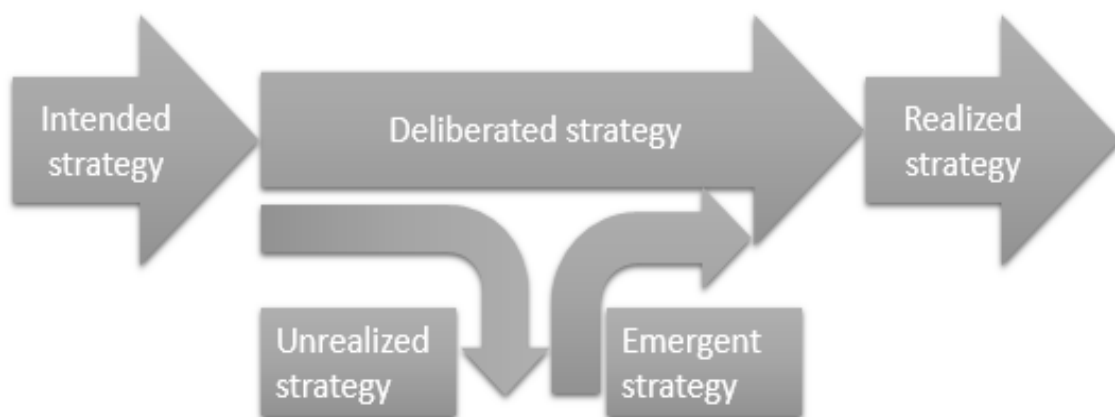 Intended
strategy
Deliberated strategy
Realized
strategy
Unrealized
strategy
Emergent
strategy